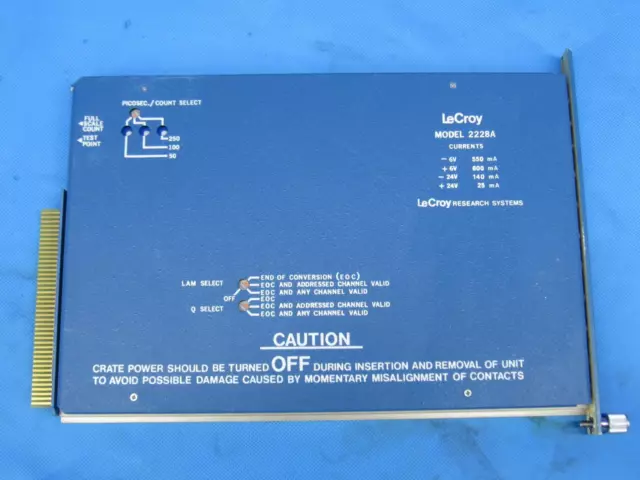 PICOSEC./COUNT SELECT
FULL
SCALE
COUNT
TEST
POINT
250
100
50
LeCroy
MODEL 2228A
CURRENTS
− 6V 550 mA
+ 6V 600 mA
− 24V 140 mA
+ 24V 25 mA
LeCroy RESEARCH SYSTEMS
LAM SELECT
END OF CONVERSION (EOC)
EOC AND ADDRESSED CHANNEL VALID
EOC AND ANY CHANNEL VALID
OFF
EOC
Q SELECT
EOC AND ADDRESSED CHANNEL VALID
EOC AND ANY CHANNEL VALID
CAUTION
CRATE POWER SHOULD BE TURNED OFF DURING INSERTION AND REMOVAL OF UNIT
TO AVOID POSSIBLE DAMAGE CAUSED BY MOMENTARY MISALIGNMENT OF CONTACTS